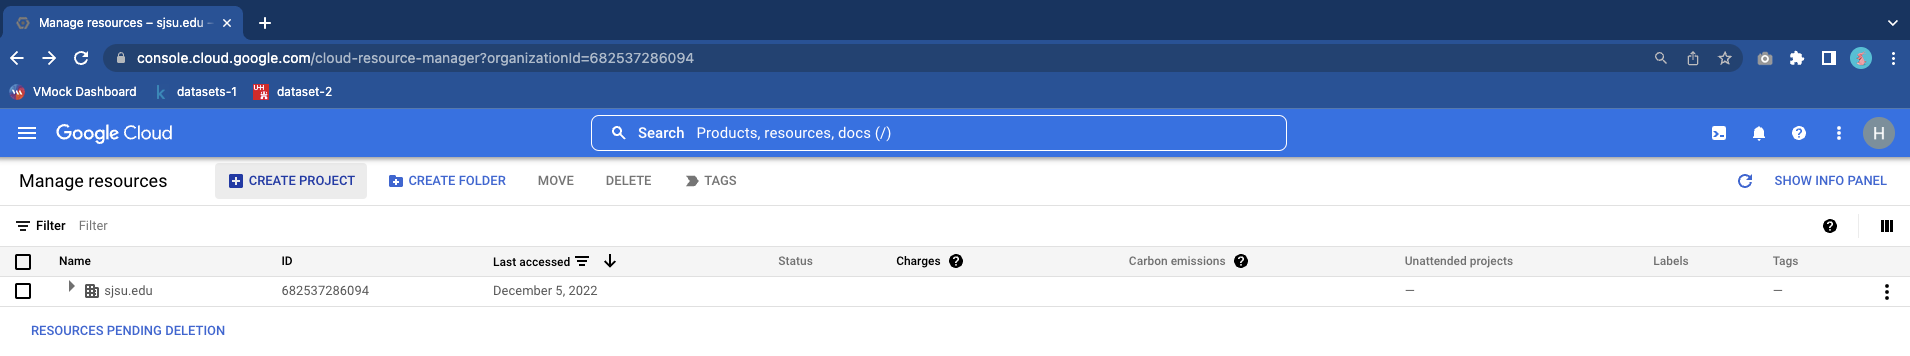 Manage resources – sjsu.edu –
console.cloud.google.com/cloud-resource-manager?organizationId=682537286094
VMock Dashboard datasets-1 dataset-2
Google Cloud Search Products, resources, docs (/) H
Manage resources CREATE PROJECT CREATE FOLDER MOVE DELETE TAGS SHOW INFO PANEL
Filter Filter
Name ID Last accessed Status Charges Carbon emissions Unattended projects Labels Tags
sjsu.edu 682537286094 December 5, 2022 — —
RESOURCES PENDING DELETION